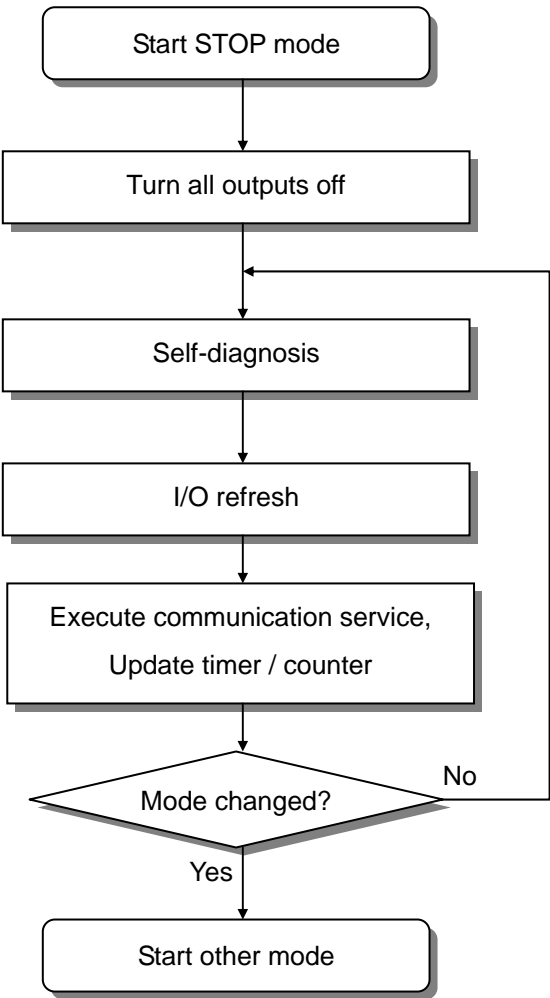 Start STOP mode
Turn all outputs off
Self-diagnosis
I/O refresh
Execute communication service,
Update timer / counter
Mode changed?
No
Yes
Start other mode